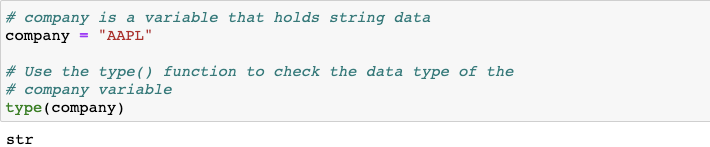 # company is a variable that holds string data
company = "AAPL"
# Use the type() function to check the data type of the
# company variable
type(company)
str